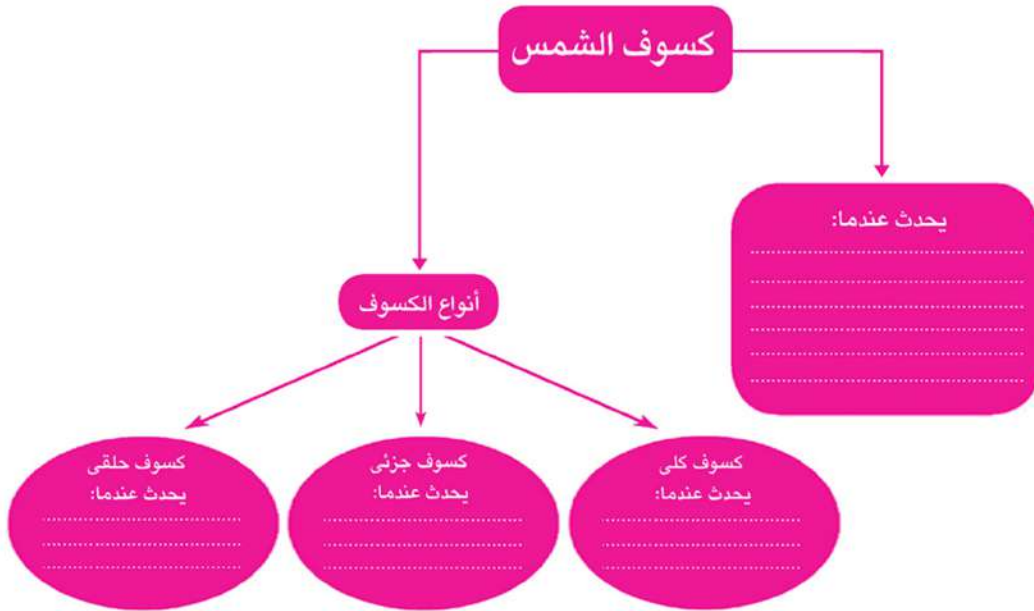 كسوف الشمس
يحدث عندما:
أنواع الكسوف
كسوف كلى
يحدث عندما:
كسوف جزئى
يحدث عندما:
كسوف حلقى
يحدث عندما: